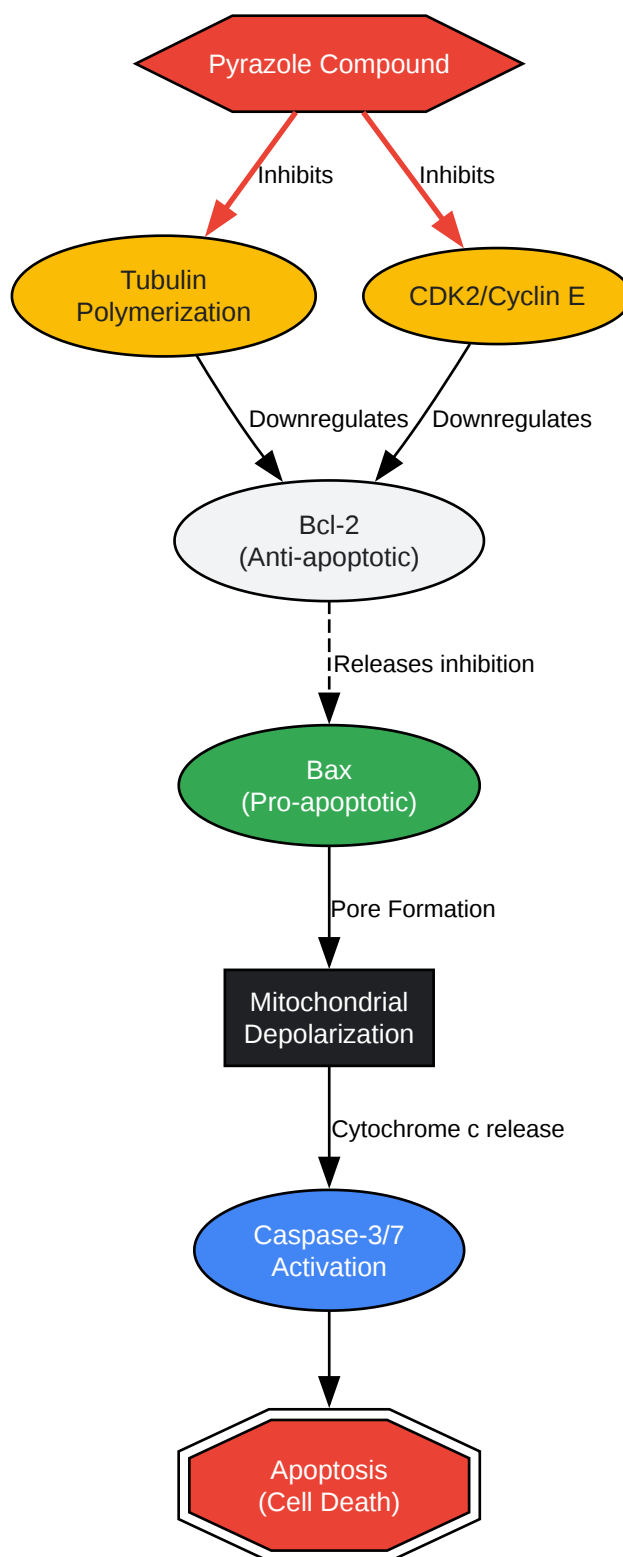 Pyrazole Compound
Inhibits
Inhibits
Tubulin
Polymerization
CDK2/Cyclin E
Downregulates
Downregulates
Bcl-2
(Anti-apoptotic)
Releases inhibition
Bax
(Pro-apoptotic)
Pore Formation
Mitochondrial
Depolarization
Cytochrome c release
Caspase-3/7
Activation
Apoptosis
(Cell Death)